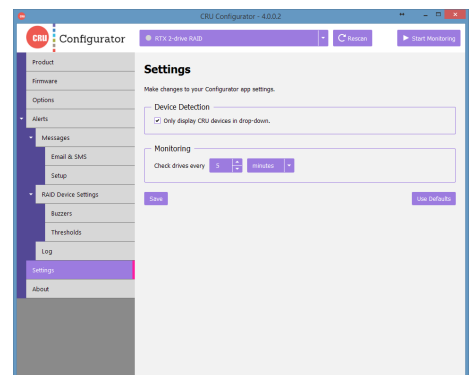 CRU Configurator - 4.0.0.2
CRU Configurator
RTX 2-drive RAID
Rescan
Start Monitoring
Product
Firmware
Options
Alerts
Messages
Email & SMS
Setup
RAID Device Settings
Buzzers
Thresholds
Log
Settings
About
Settings
Make changes to your Configurator app settings.
Device Detection
Only display CRU devices in drop-down.
Monitoring
Check drives every 5 minutes
Save
Use Defaults